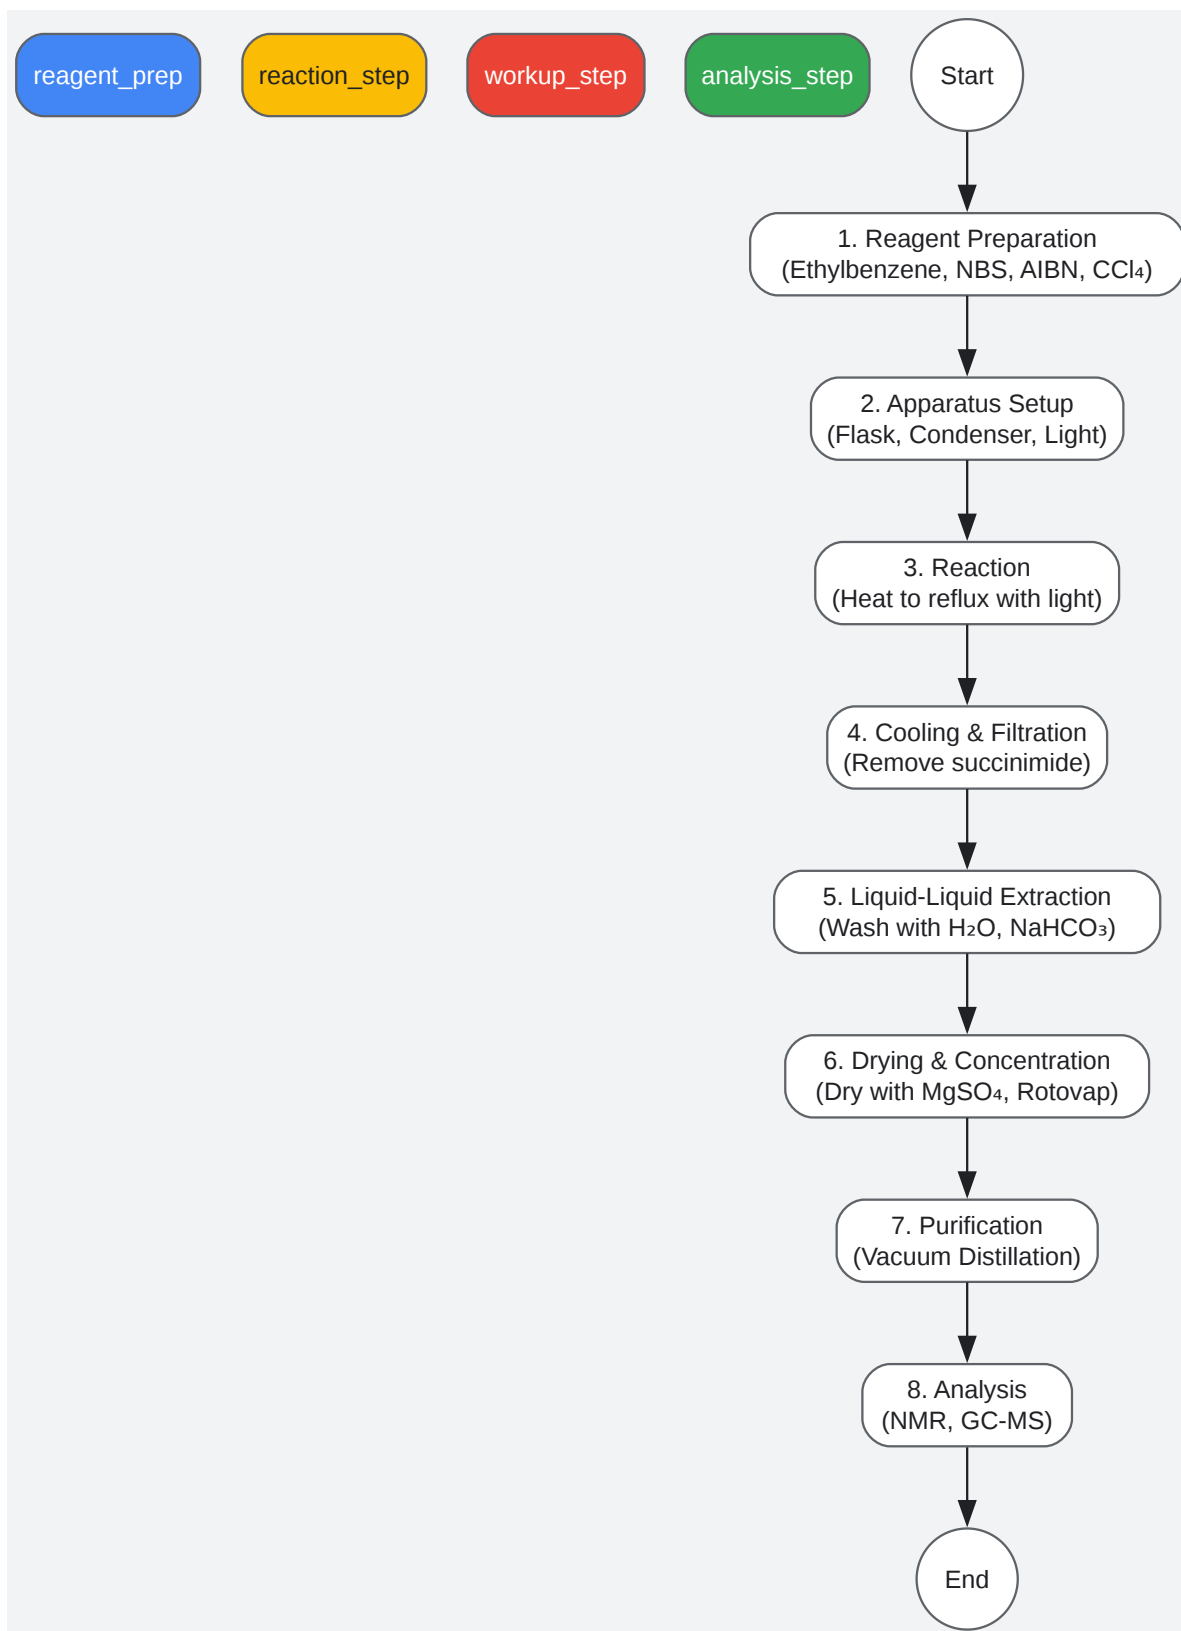 reagent_prep
reaction_step
workup_step
analysis_step
Start
1. Reagent Preparation
(Ethylbenzene, NBS, AIBN, CCl₄)
2. Apparatus Setup
(Flask, Condenser, Light)
3. Reaction
(Heat to reflux with light)
4. Cooling & Filtration
(Remove succinimide)
5. Liquid-Liquid Extraction
(Wash with H₂O, NaHCO₃)
6. Drying & Concentration
(Dry with MgSO₄, Rotovap)
7. Purification
(Vacuum Distillation)
8. Analysis
(NMR, GC-MS)
End